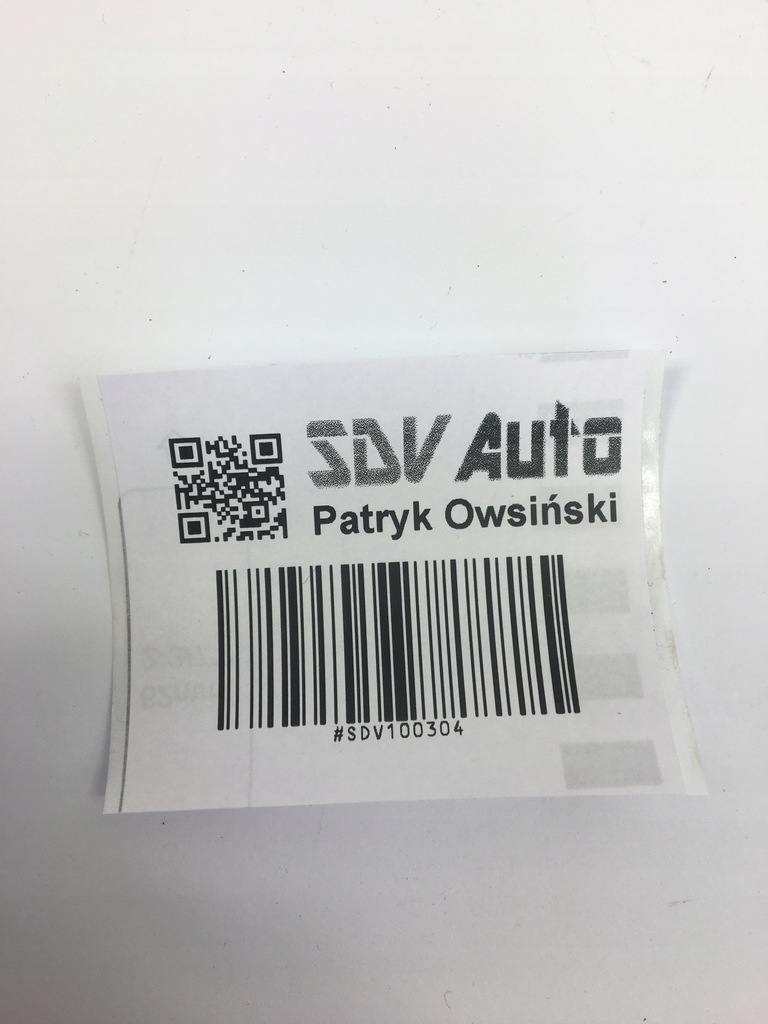 SDV Auto
Patryk Owsiński
#SDV100304